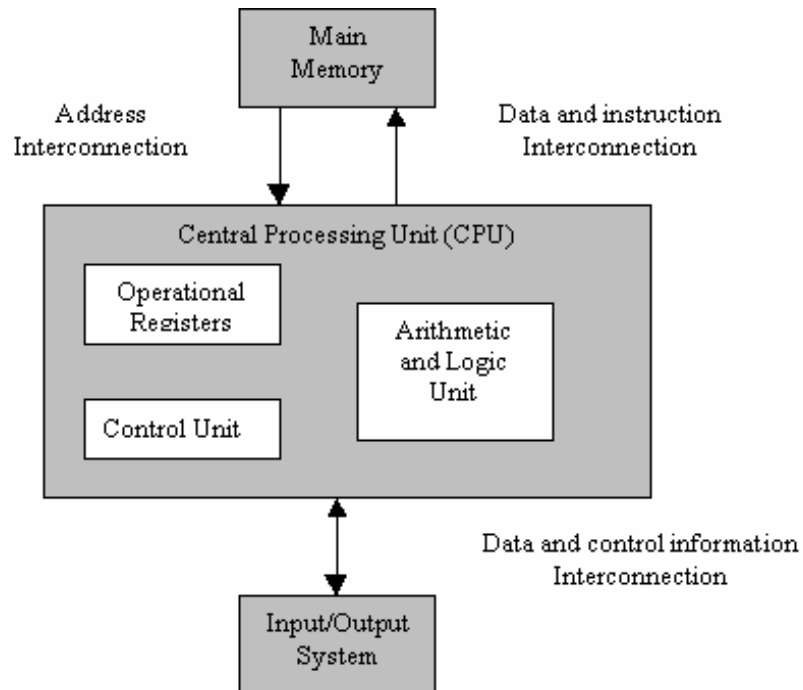 Main
Memory
Address
Interconnection
Data and instruction
Interconnection
Central Processing Unit (CPU)
Operational
Registers
Arithmetic
and Logic
Unit
Control Unit
Data and control information
Interconnection
Input/Output
System